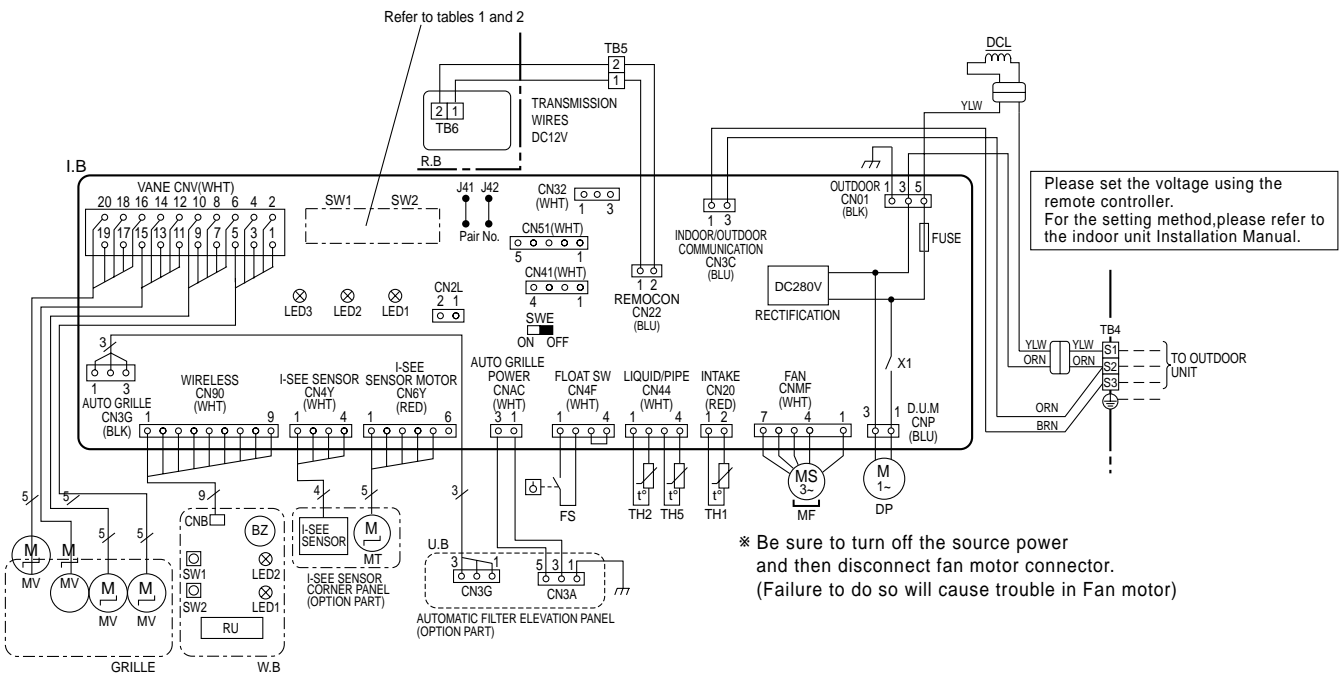 Refer to tables 1 and 2
DCL
TB5
2
1
YLW
TRANSMISSION
WIRES
DC12V
2 1
TB6
R.B
I.B
VANE CNV(WHT)
20 18 16 14 12 10 8 6 4 2
19 17 15 13 11 9 7 5 3 1
SW1 SW2
J41 J42
Pair No.
CN32
(WHT)
1 3
CN51(WHT)
5 1
CN41(WHT)
4 1
SWE
ON OFF
1 2
REMOCON
CN22
(BLU)
1 3
INDOOR/OUTDOOR
COMMUNICATION
CN3C
(BLU)
OUTDOOR
CN01
(BLK)
1 3 5
FUSE
DC280V
RECTIFICATION
X1
Please set the voltage using the
remote controller.
For the setting method,please refer to
the indoor unit Installation Manual.
LED3 LED2 LED1
CN2L
2 1
TB4
YLW YLW S1
ORN ORN S2
S3
TO OUTDOOR
UNIT
ORN
BRN
3
1 3
AUTO GRILLE
CN3G
(BLK)
WIRELESS
CN90
(WHT)
1 9
I-SEE SENSOR
CN4Y
(WHT)
1 4
I-SEE
SENSOR MOTOR
CN6Y
(RED)
1 6
AUTO GRILLE
POWER
CNAC
(WHT)
3 1
FLOAT SW
CN4F
(WHT)
1 4
LIQUID/PIPE
CN44
(WHT)
1 4
INTAKE
CN20
(RED)
1 2
FAN
CNMF
(WHT)
7 4 1
3 1
D.U.M
CNP
(BLU)
5 5 5 5
9
4
5
3
M M M M
MV MV MV MV
GRILLE
CNB
BZ
SW1
SW2
LED2
LED1
RU
W.B
I-SEE
SENSOR
M
MT
I-SEE SENSOR
CORNER PANEL
(OPTION PART)
U.B
3 1
CN3G
5 3 1
CN3A
AUTOMATIC FILTER ELEVATION PANEL
(OPTION PART)
FS
t° t° t°
TH2 TH5 TH1
MS
3~
MF
M
1~
DP
※ Be sure to turn off the source power
and then disconnect fan motor connector.
(Failure to do so will cause trouble in Fan motor)